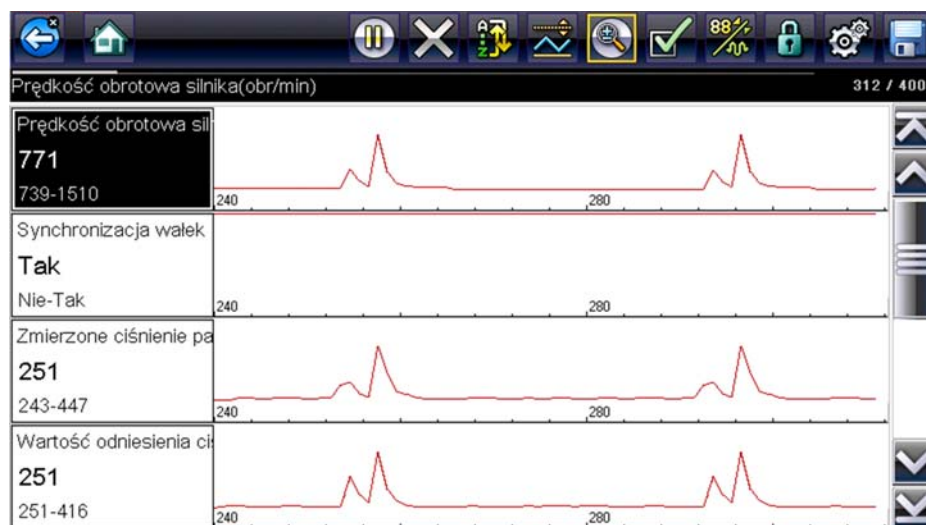 Prędkość obrotowa silnika(obr/min)
312 / 400
Prędkość obrotowa sil
771
739-1510
240
280
Synchronizacja wałek
Tak
Nie-Tak
240
280
Zmierzone ciśnienie pa
251
243-447
240
280
Wartość odniesienia ci
251
251-416
240
280